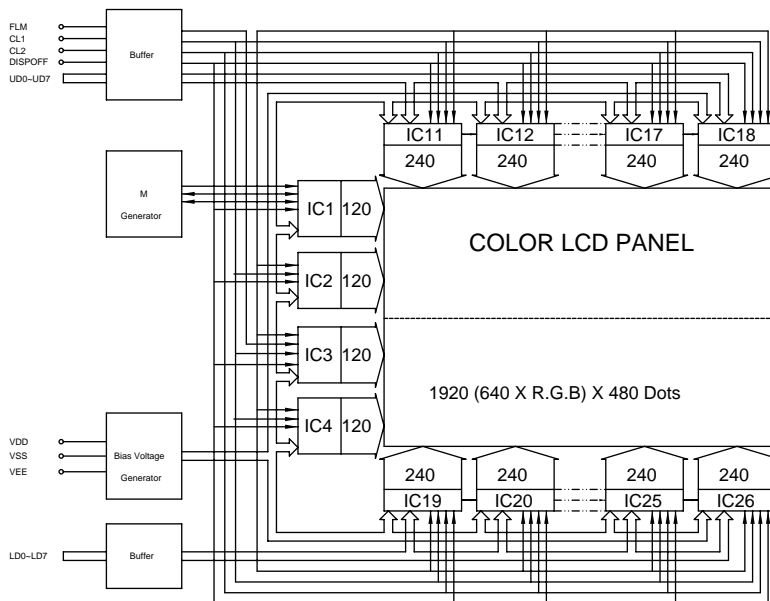 FLM
CL1
CL2
DISPOFF
UD0~UD7
Buffer
IC11
IC12
IC17
IC18
240
240
240
240
M
Generator
IC1
120
IC2
120
IC3
120
IC4
120
COLOR LCD PANEL
1920 (640 X R.G.B) X 480 Dots
VDD
VSS
VEE
Bias Voltage
Generator
240
240
240
240
IC19
IC20
IC25
IC26
LD0~LD7
Buffer